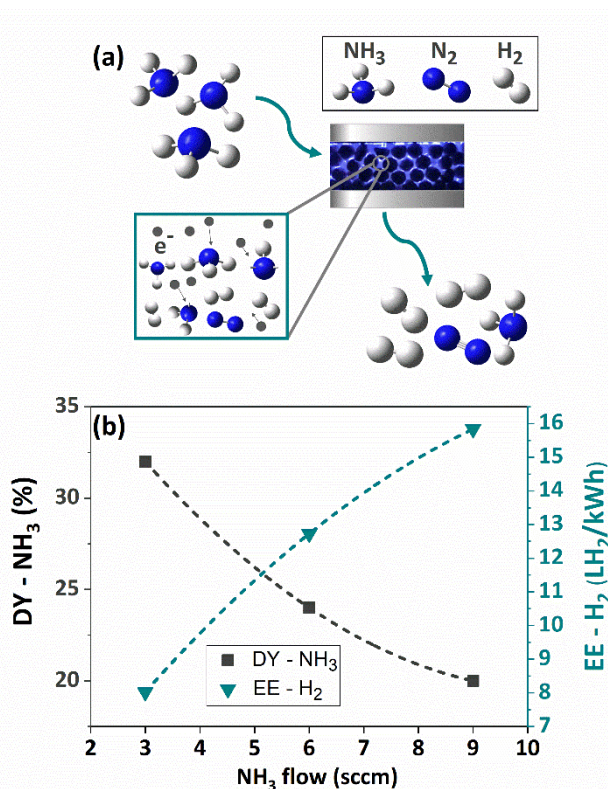 (a)
NH₃ N₂ H₂
e⁻
(b)
35
30
25
20
DY - NH₃ (%)
16
15
14
13
12
11
10
9
8
7
EE - H₂ (LH₂/kWh)
DY - NH₃
EE - H₂
2 3 4 5 6 7 8 9 10
NH₃ flow (sccm)